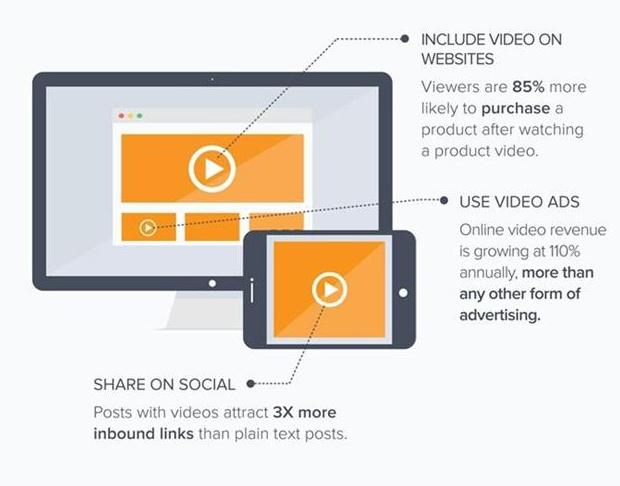 INCLUDE VIDEO ON
WEBSITES
Viewers are 85% more
likely to purchase a
product after watching
a product video.
USE VIDEO ADS
Online video revenue
is growing at 110%
annually, more than
any other form of
advertising.
SHARE ON SOCIAL
Posts with videos attract 3X more
inbound links than plain text posts.